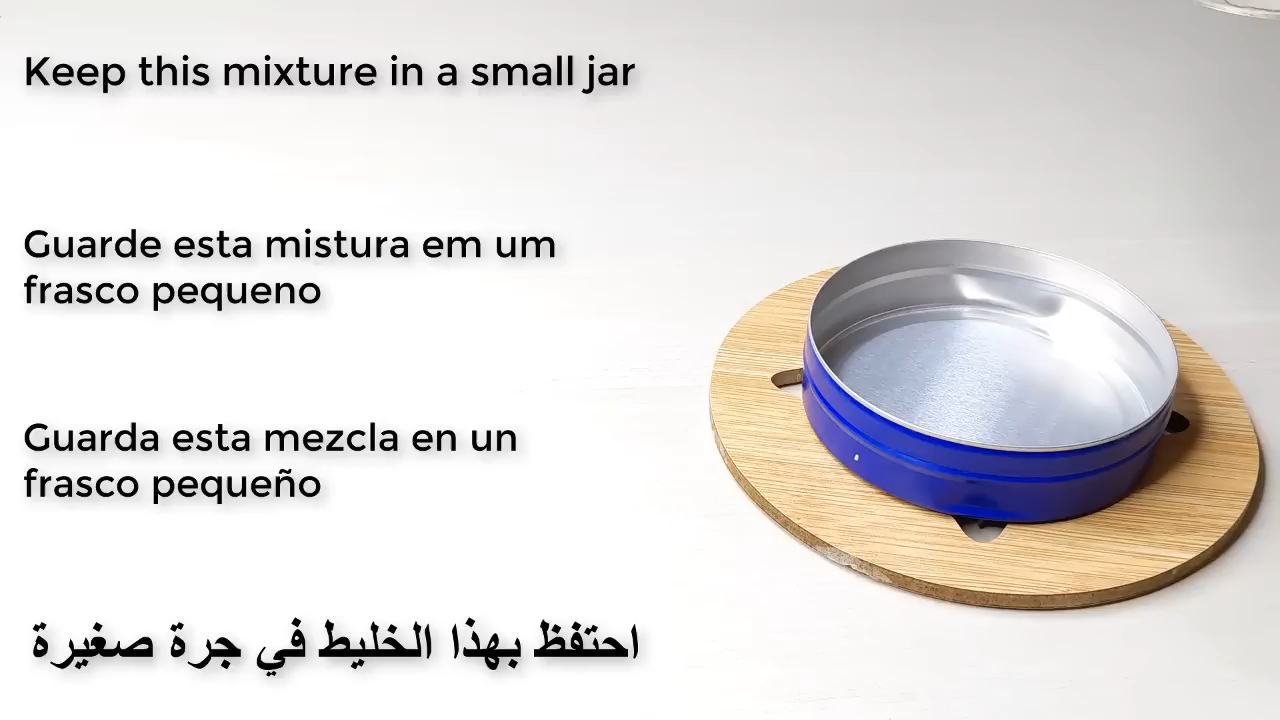 Keep this mixture in a small jar
Guarde esta mistura em um
frasco pequeno
Guarda esta mezcla en un
frasco pequeño
احتفظ بهذا الخليط في جرة صغيرة